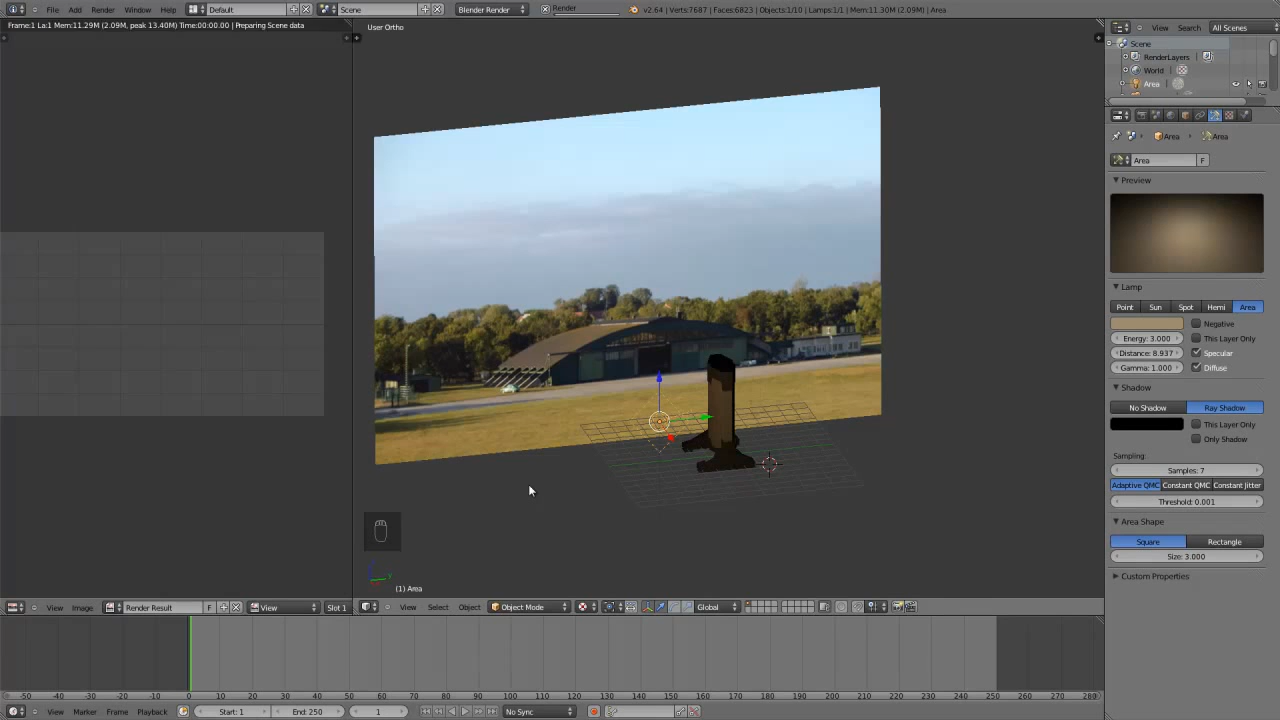 File Add Render Window Help Default Scene Blender Render Render v2.64 | Verts:7687 | Faces:6823 | Objects:1/10 | Lamps:1/1 | Mem:11.30M (2.09M) | Area
Frame:1 La:1 Mem:11.29M (2.09M, peak 13.40M) Time:00:00.00 | Preparing Scene data
User Ortho
View Search All Scenes
Scene
RenderLayers
World
Area
Area Area
Area F
Preview
Lamp
Point Sun Spot Hemi Area
Negative
Energy: 3.000 This Layer Only
Distance: 8.937 Specular
Gamma: 1.000 Diffuse
Shadow
No Shadow Ray Shadow
This Layer Only
Only Shadow
Sampling:
Samples: 7
Adaptive QMC Constant QMC Constant Jitter
Threshold: 0.001
Area Shape
Square Rectangle
Size: 3.000
Custom Properties
(1) Area
View Image Render Result F View Slot 1
View Select Object Object Mode Global
-50 -40 -30 -20 -10 0 10 20 30 40 50 60 70 80 90 100 110 120 130 140 150 160 170 180 190 200 210 220 230 240 250 260 270 280
View Marker Frame Playback Start: 1 End: 250 1 No Sync